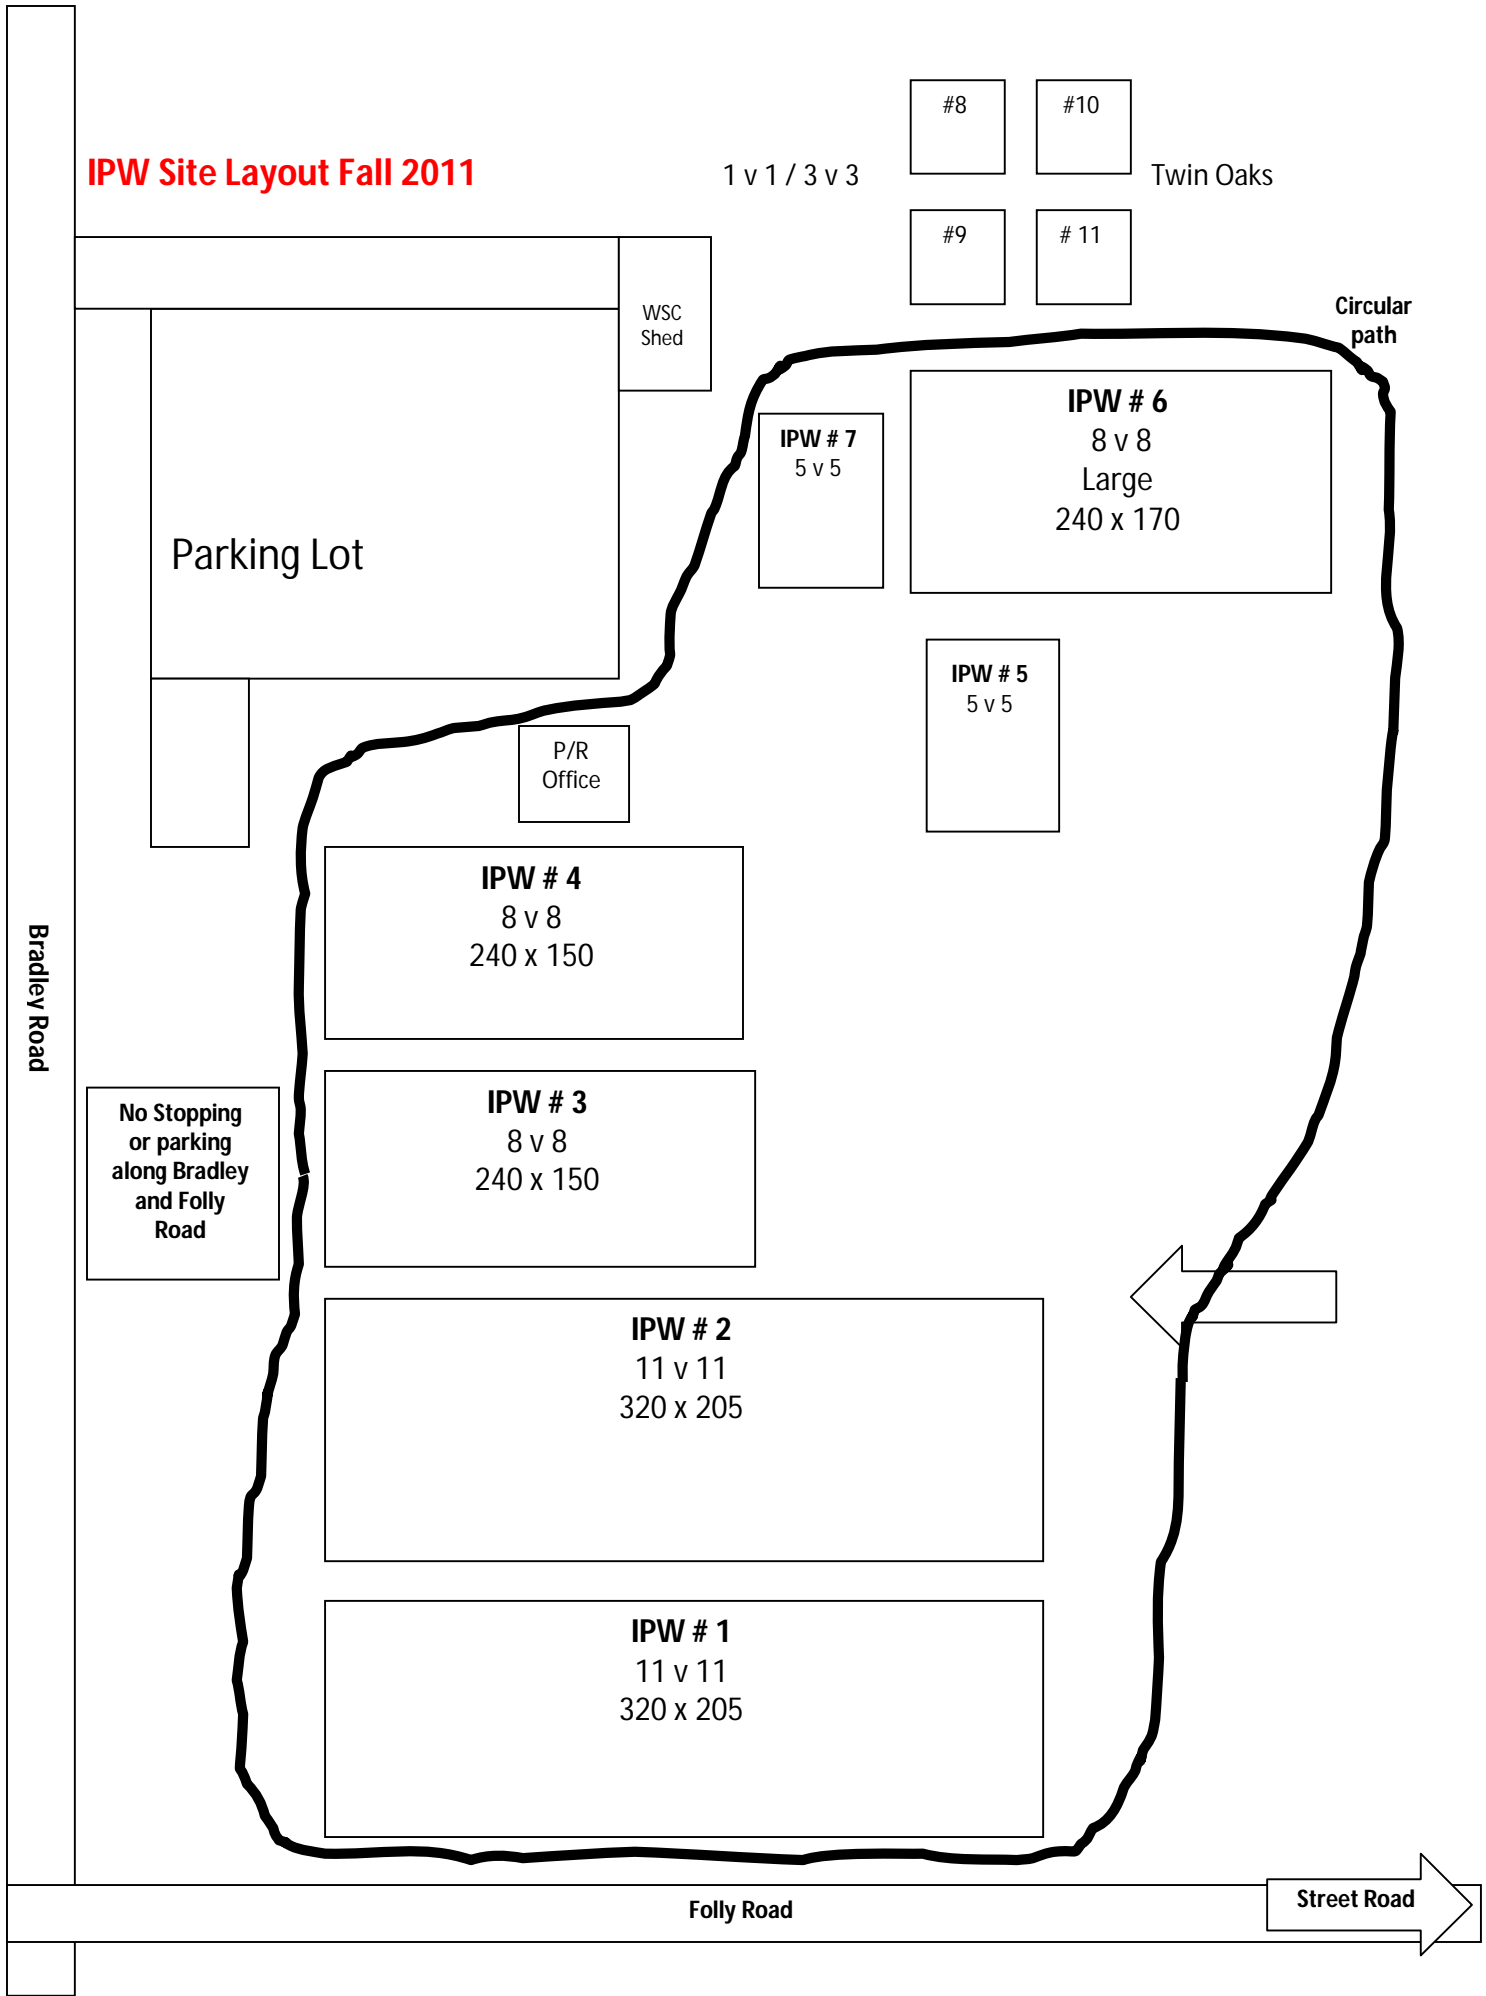 #8
#10
IPW Site Layout Fall 2011
1 v 1 / 3 v 3
Twin Oaks
#9
# 11
WSC
Shed
Circular
path
IPW # 6
8 v 8
Large
240 x 170
IPW # 7
5 v 5
Parking Lot
IPW # 5
5 v 5
P/R
Office
IPW # 4
8 v 8
240 x 150
Bradley Road
IPW # 3
8 v 8
240 x 150
No Stopping
or parking
along Bradley
and Folly
Road
IPW # 2
11 v 11
320 x 205
IPW # 1
11 v 11
320 x 205
Folly Road
Street Road